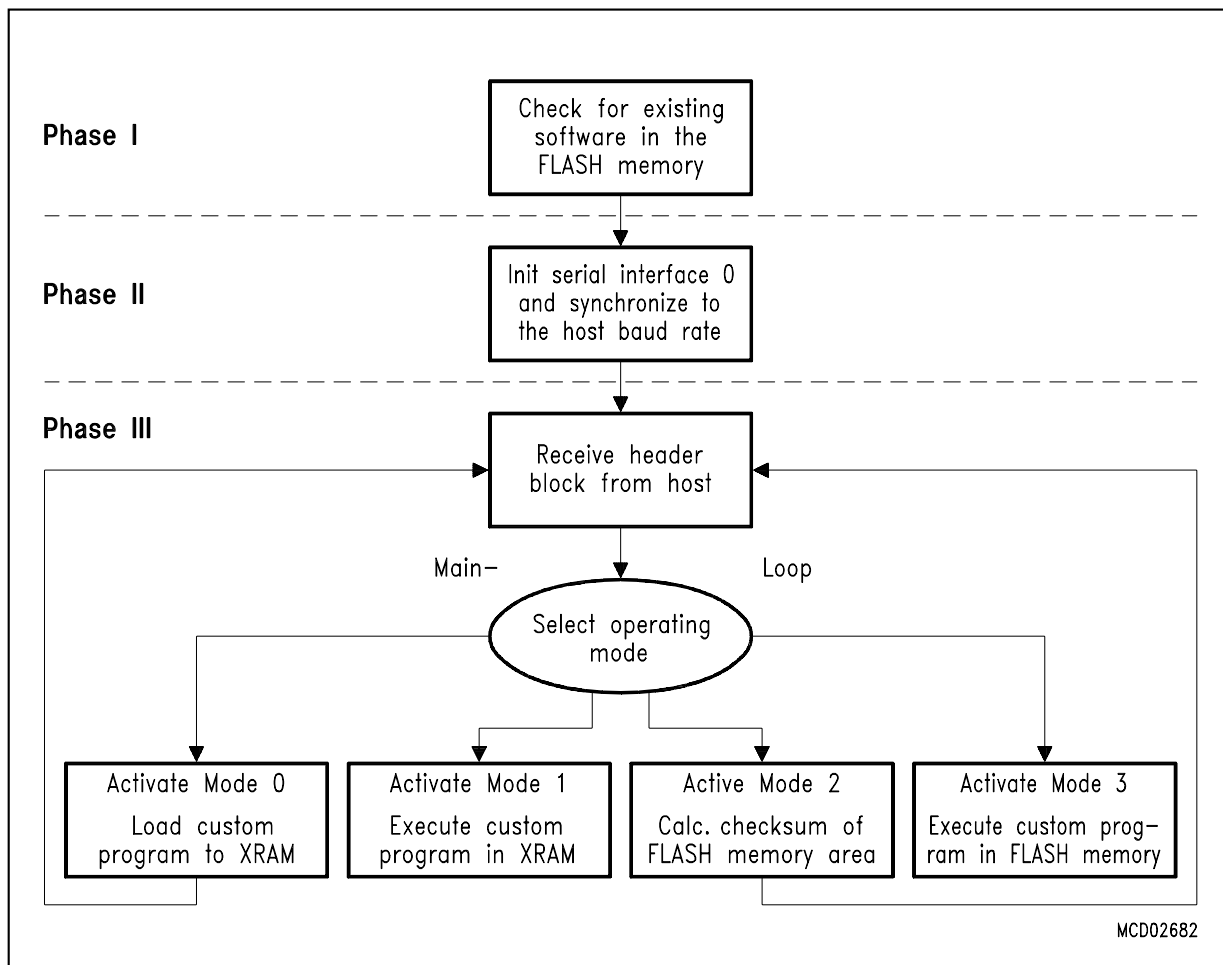 Phase I
Check for existing
software in the
FLASH memory
Phase II
Init serial interface 0
and synchronize to
the host baud rate
Phase III
Receive header
block from host
Main–
Loop
Select operating
mode
Activate Mode 0
Load custom
program to XRAM
Activate Mode 1
Execute custom
program in XRAM
Active Mode 2
Calc. checksum of
FLASH memory area
Activate Mode 3
Execute custom prog–
ram in FLASH memory
MCD02682